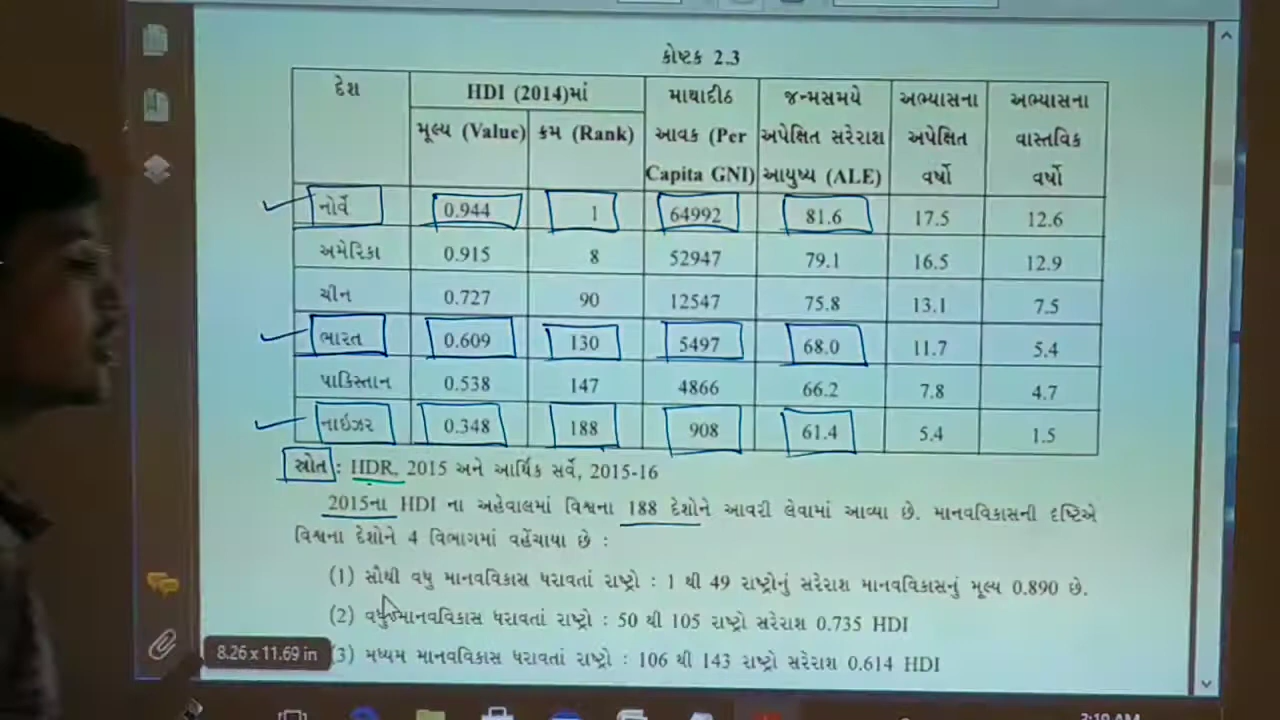 કોષ્ટક 2.3
દેશ HDI (2014)માં માથાદીઠ જન્મસમયે અભ્યાસના અભ્યાસના
મૂલ્ય (Value) ક્રમ (Rank) આવક (Per અપેક્ષિત સરેરાશ અપેક્ષિત વાસ્તવિક
Capita GNI) આયુષ્ય (ALE) વર્ષો વર્ષો
નોર્વે 0.944 1 64992 81.6 17.5 12.6
અમેરિકા 0.915 8 52947 79.1 16.5 12.9
ચીન 0.727 90 12547 75.8 13.1 7.5
ભારત 0.609 130 5497 68.0 11.7 5.4
પાકિસ્તાન 0.538 147 4866 66.2 7.8 4.7
નાઇઝર 0.348 188 908 61.4 5.4 1.5
સ્રોત : HDR, 2015 અને આર્થિક સર્વે, 2015-16
2015ના HDI ના અહેવાલમાં વિશ્વના 188 દેશોને આવરી લેવામાં આવ્યા છે. માનવવિકાસની દૃષ્ટિએ
વિશ્વના દેશોને 4 વિભાગમાં વહેંચાયા છે :
(1) સૌથી વધુ માનવવિકાસ ધરાવતાં રાષ્ટ્રો : 1 થી 49 રાષ્ટ્રોનું સરેરાશ માનવવિકાસનું મૂલ્ય 0.890 છે.
(2) વધુ માનવવિકાસ ધરાવતાં રાષ્ટ્રો : 50 થી 105 રાષ્ટ્રો સરેરાશ 0.735 HDI
(3) મધ્યમ માનવવિકાસ ધરાવતાં રાષ્ટ્રો : 106 થી 143 રાષ્ટ્રો સરેરાશ 0.614 HDI
8.26 x 11.69 in